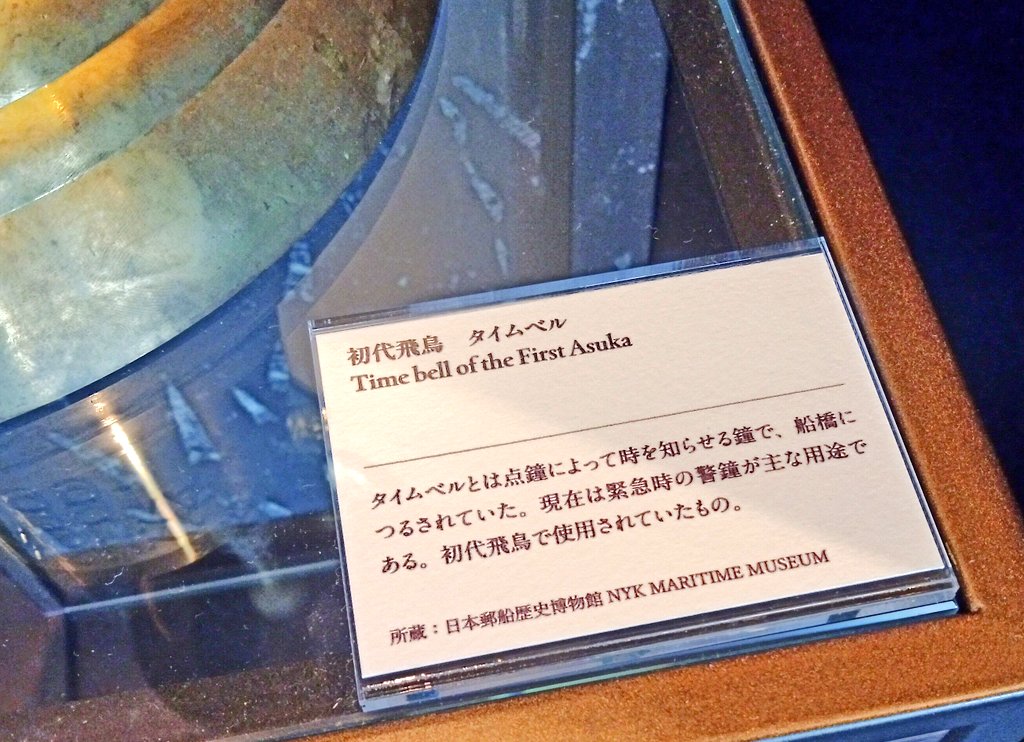 初代飛鳥　タイムベル
Time bell of the First Asuka
タイムベルとは点鐘によって時を知らせる鐘で、船橋に
つるされていた。現在は緊急時の警鐘が主な用途で
ある。初代飛鳥で使用されていたもの。
所蔵：日本郵船歴史博物館 NYK MARITIME MUSEUM